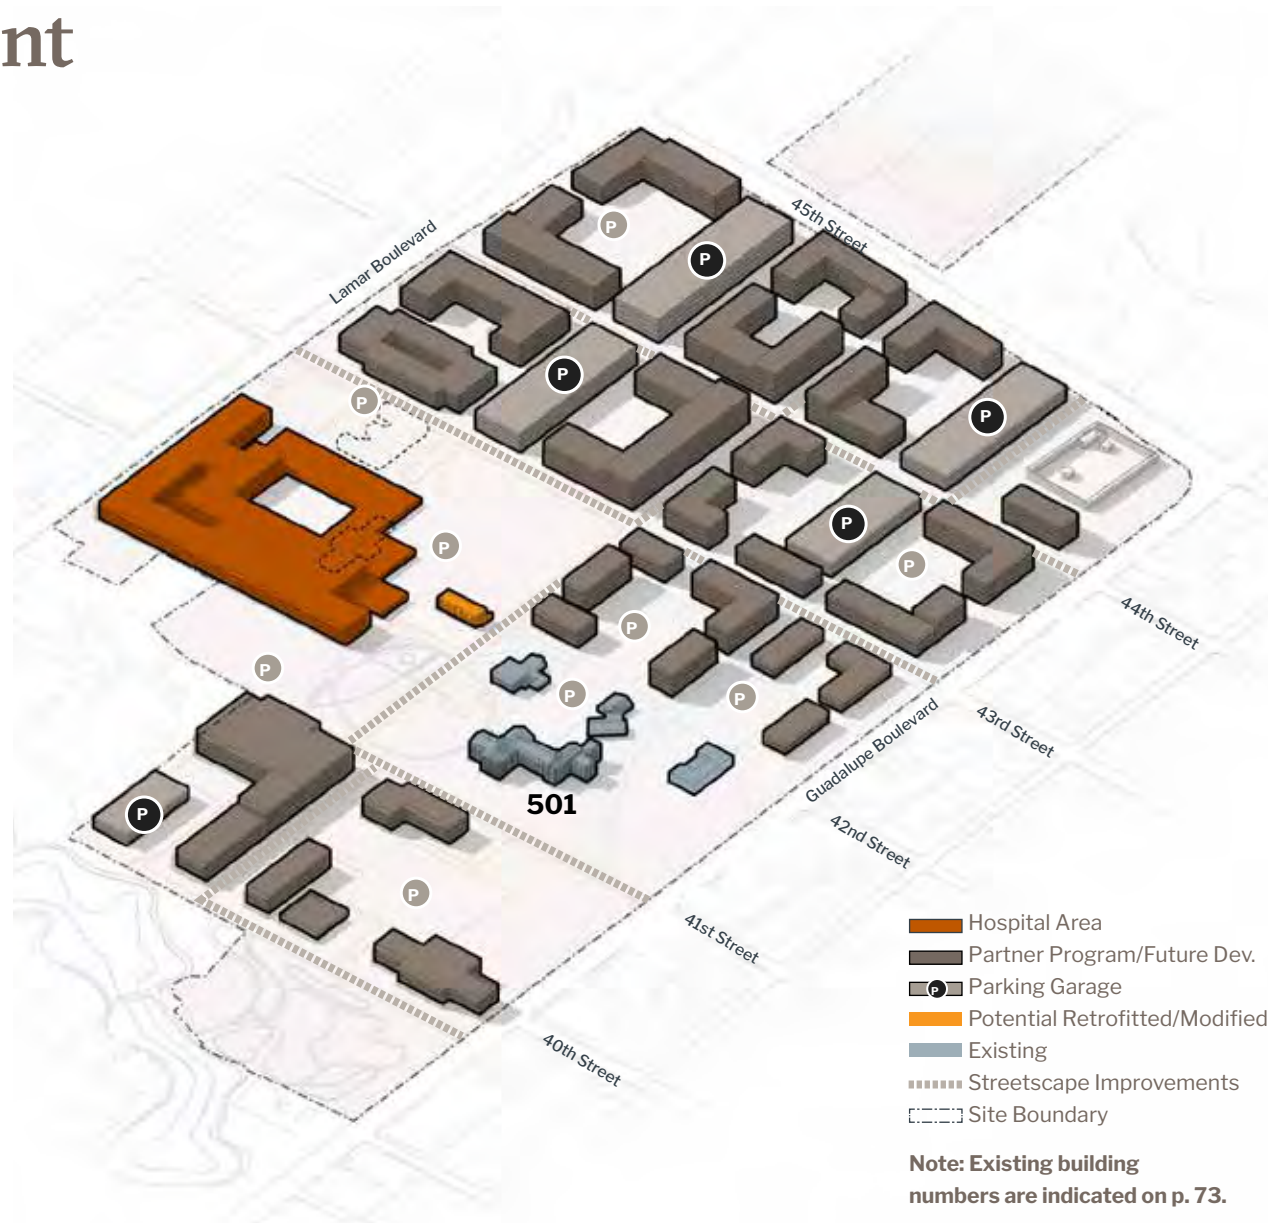 nt
45th Street
Lamar Boulevard
P
P
P
P
P
P
P
P
P
P
P
P
P
44th Street
43rd Street
Guadalupe Boulevard
501
P
42nd Street
P
41st Street
40th Street
Hospital Area
Partner Program/Future Dev.
P Parking Garage
Potential Retrofitted/Modified
Existing
Streetscape Improvements
Site Boundary
Note: Existing building
numbers are indicated on p. 73.